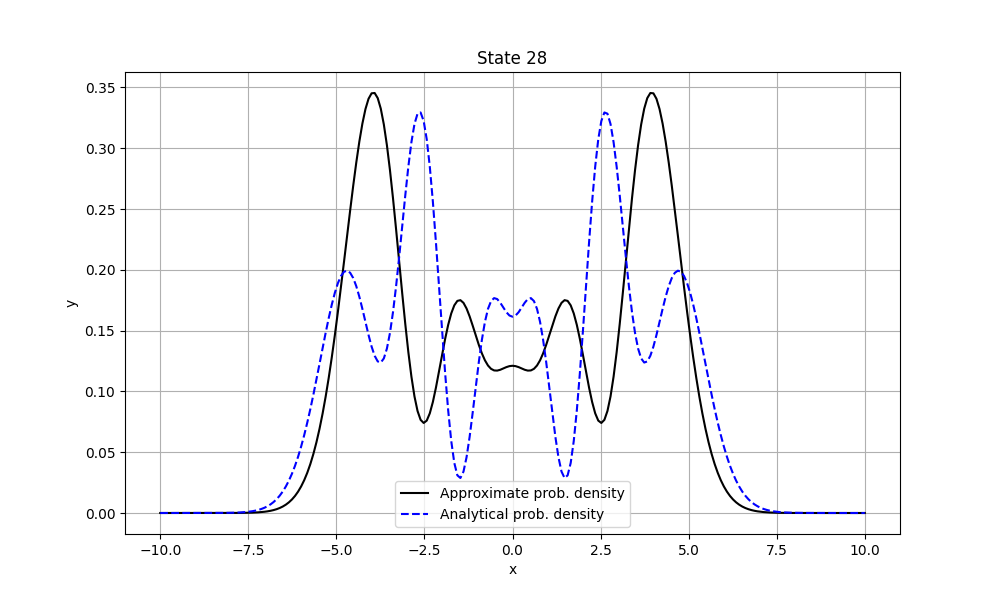 State 28
y
0.35
0.30
0.25
0.20
0.15
0.10
0.05
0.00
Approximate prob. density
Analytical prob. density
−10.0 −7.5 −5.0 −2.5 0.0 2.5 5.0 7.5 10.0
x